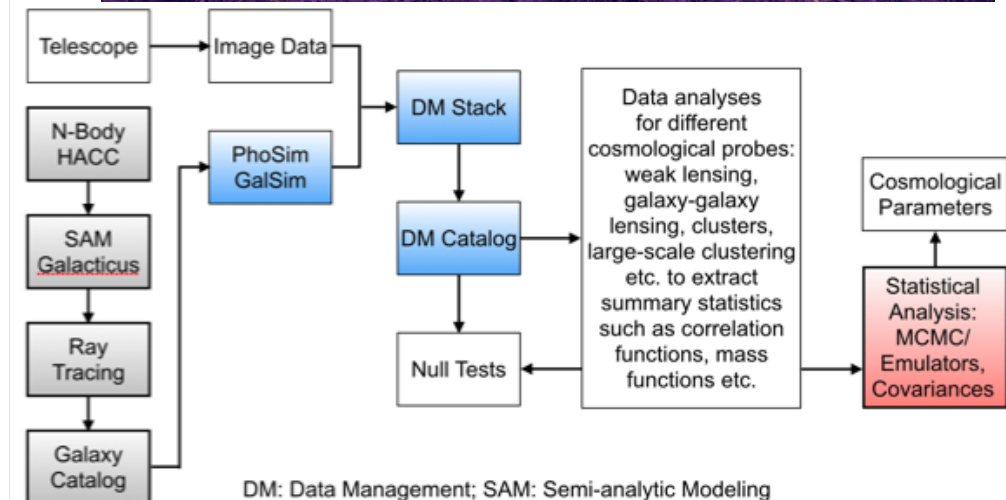 Telescope
Image Data
N-Body
HACC
PhoSim
GalSim
SAM
Galacticus
Ray
Tracing
Galaxy
Catalog
DM Stack
DM Catalog
Null Tests
Data analyses
for different
cosmological probes:
weak lensing,
galaxy-galaxy
lensing, clusters,
large-scale clustering
etc. to extract
summary statistics
such as correlation
functions, mass
functions etc.
Cosmological
Parameters
Statistical
Analysis:
MCMC/
Emulators,
Covariances
DM: Data Management; SAM: Semi-analytic Modeling